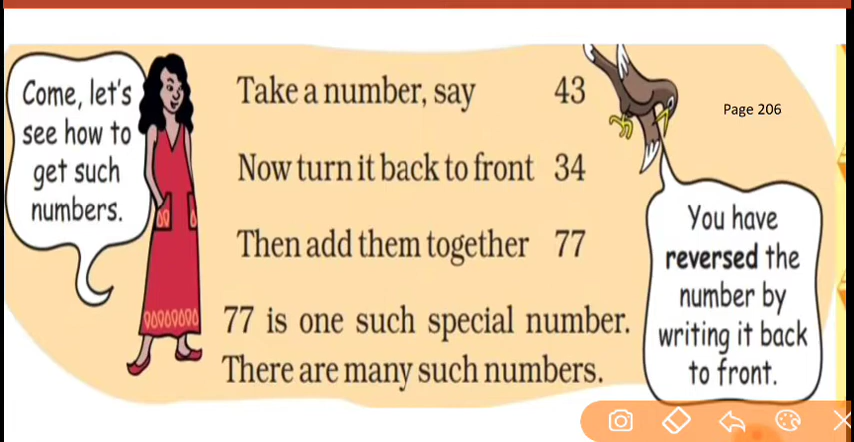 Come, let's
see how to
get such
numbers.
Take a number, say 43
Now turn it back to front 34
Then add them together 77
77 is one such special number.
There are many such numbers.
Page 206
You have
reversed the
number by
writing it back
to front.